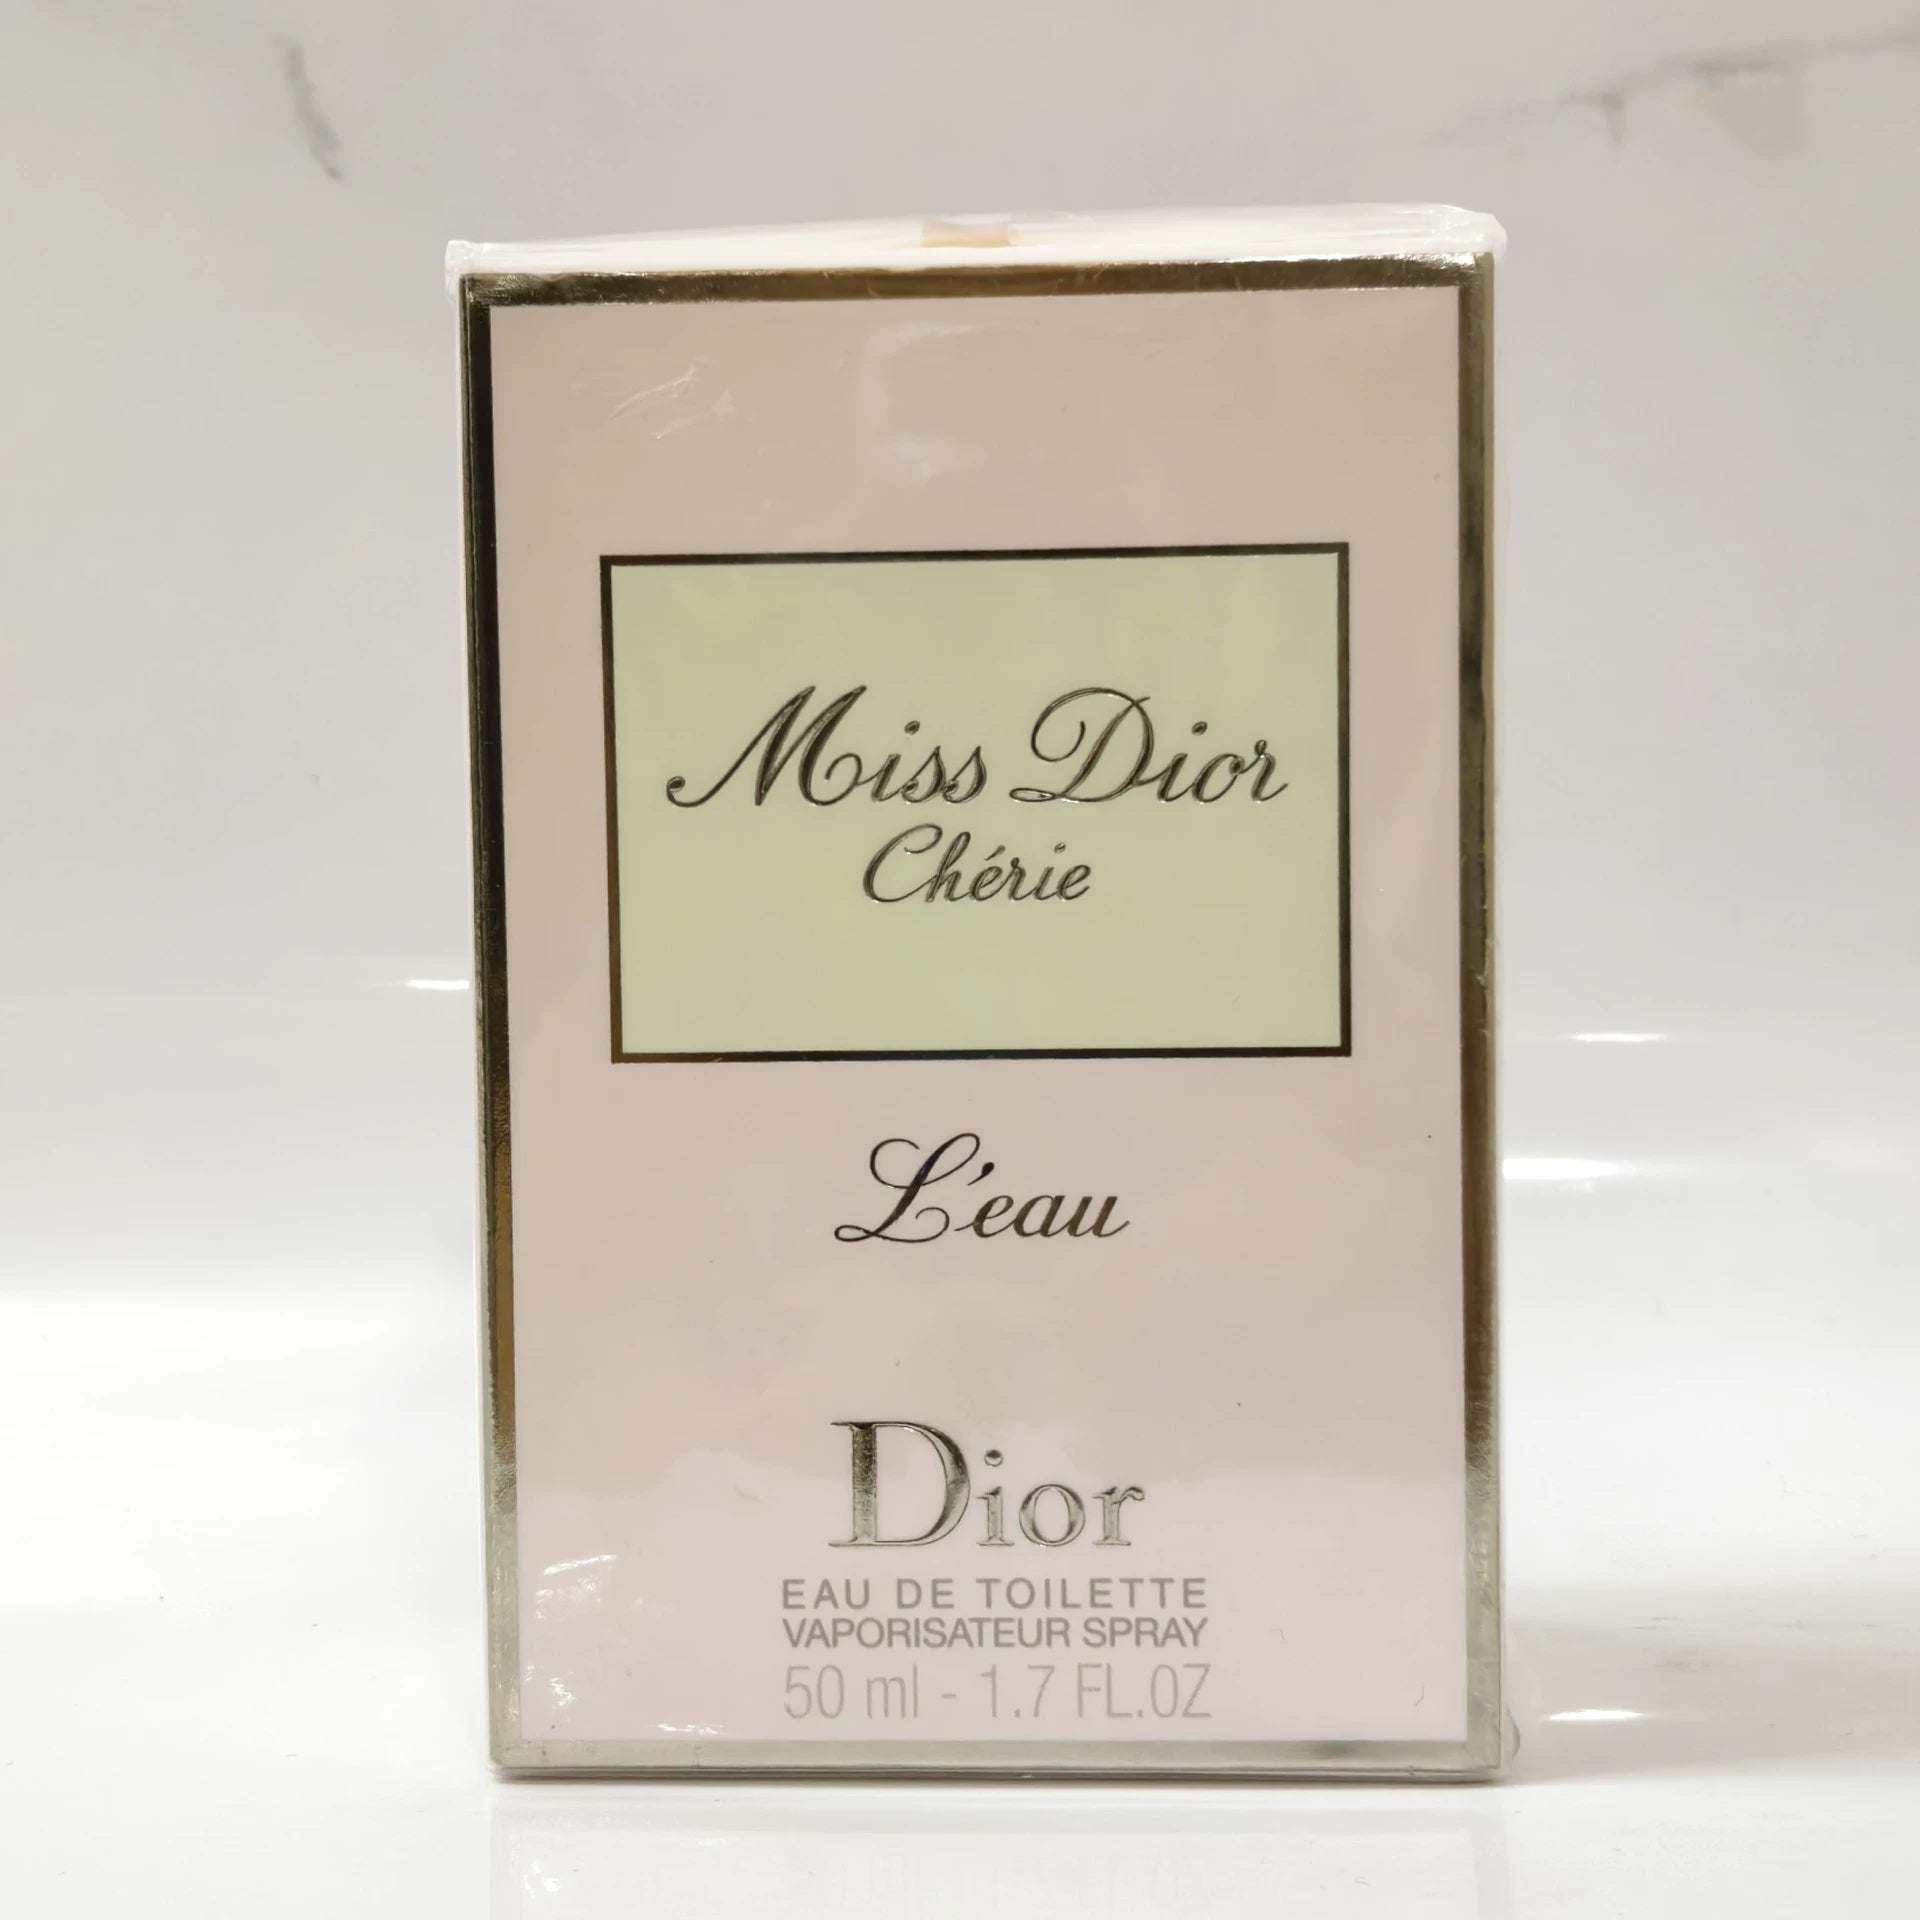 Miss Dior
Chérie
L'eau
Dior
EAU DE TOILETTE
VAPORISATEUR SPRAY
50 ml - 1.7 FL.OZ